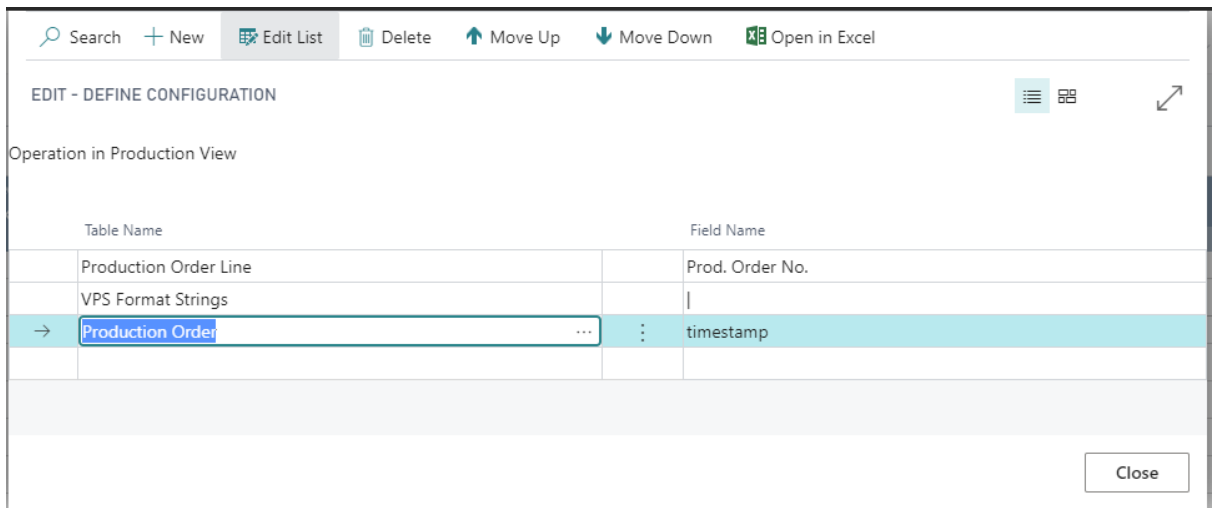 Search New Edit List Delete Move Up Move Down Open in Excel
EDIT - DEFINE CONFIGURATION
Operation in Production View
Table Name Field Name
Production Order Line Prod. Order No.
VPS Format Strings |
Production Order ... timestamp
Close